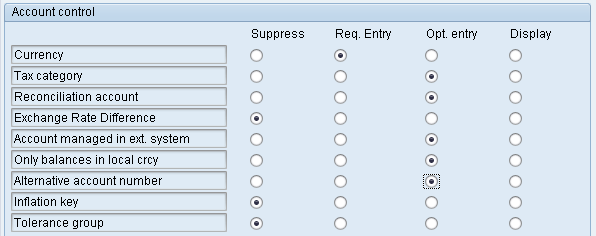 Account control
Suppress Req. Entry Opt. entry Display
Currency
Tax category
Reconciliation account
Exchange Rate Difference
Account managed in ext. system
Only balances in local crcy
Alternative account number
Inflation key
Tolerance group